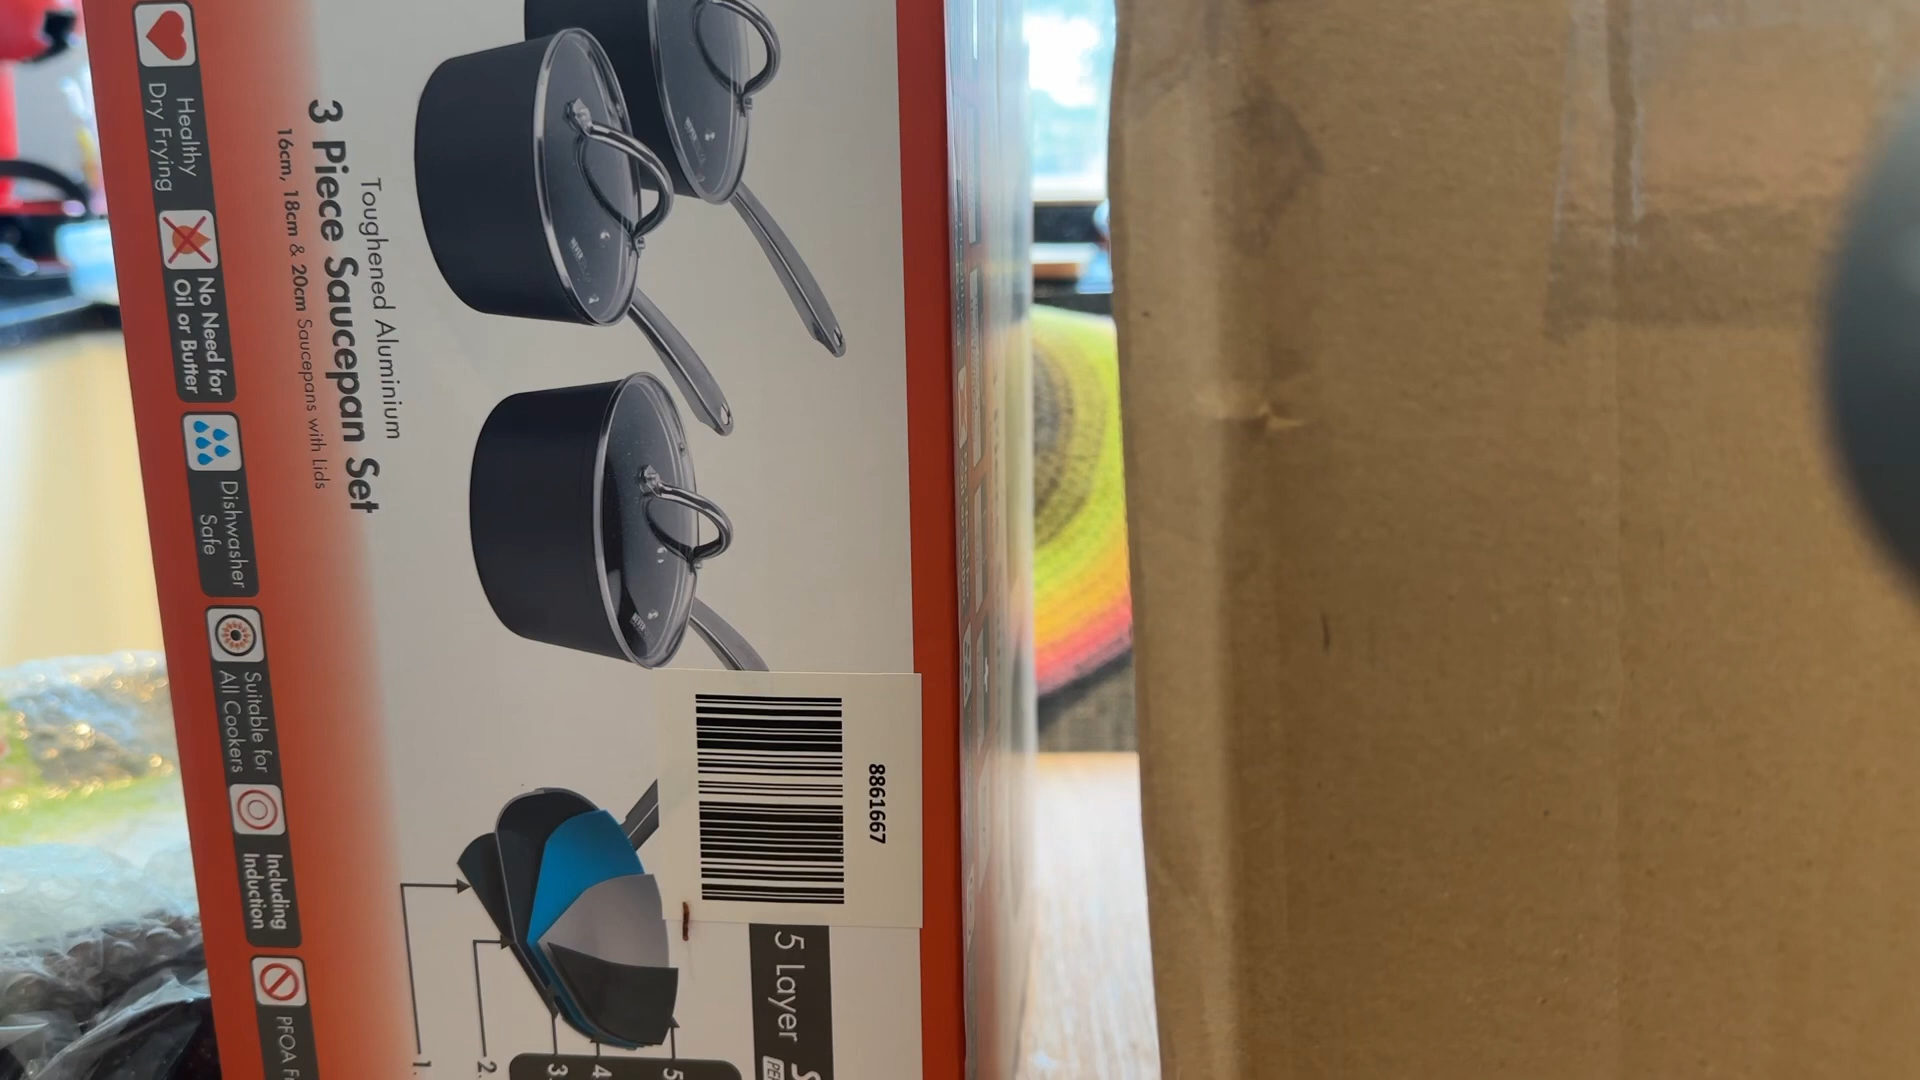 Toughened Aluminium
3 Piece Saucepan Set
16cm, 18cm & 20cm Saucepans with Lids
Healthy
Dry Frying
No Need for
Oil or Butter
Dishwasher
Safe
Suitable for
All Cookers
Including
Induction
PFOA
8861667
5 Layer
1.
2.
3
4
5